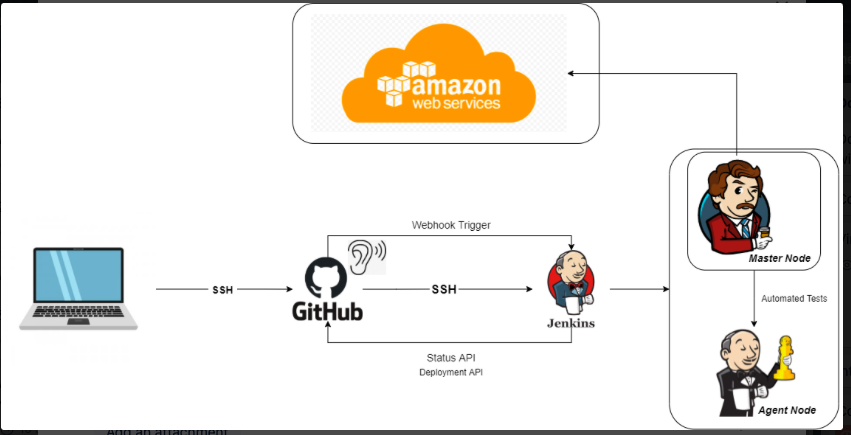 amazon
web services
Webhook Trigger
Master Node
SSH
SSH
GitHub
Jenkins
Automated Tests
Status API
Deployment API
Agent Node
Add an attachment